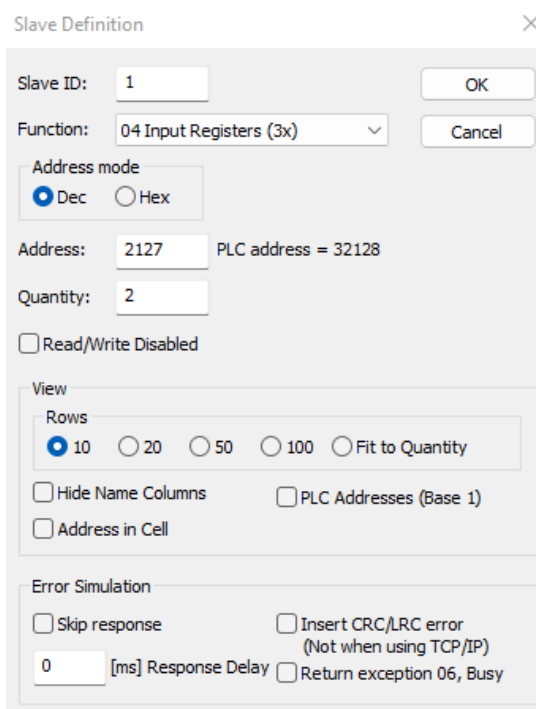 Slave Definition
Slave ID: 1 OK
Function: 04 Input Registers (3x) Cancel
Address mode
Dec Hex
Address: 2127 PLC address = 32128
Quantity: 2
Read/Write Disabled
View
Rows
10 20 50 100 Fit to Quantity
Hide Name Columns PLC Addresses (Base 1)
Address in Cell
Error Simulation
Skip response Insert CRC/LRC error
(Not when using TCP/IP)
0 [ms] Response Delay Return exception 06, Busy